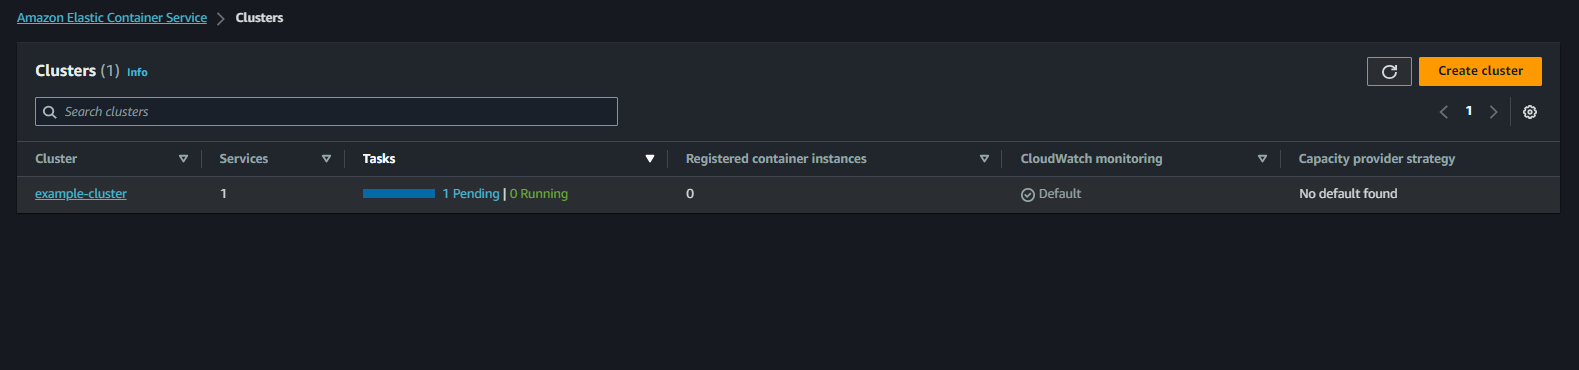 Amazon Elastic Container Service > Clusters
Clusters (1) Info
Create cluster
Search clusters
1
Cluster Services Tasks Registered container instances CloudWatch monitoring Capacity provider strategy
example-cluster 1 1 Pending | 0 Running 0 Default No default found